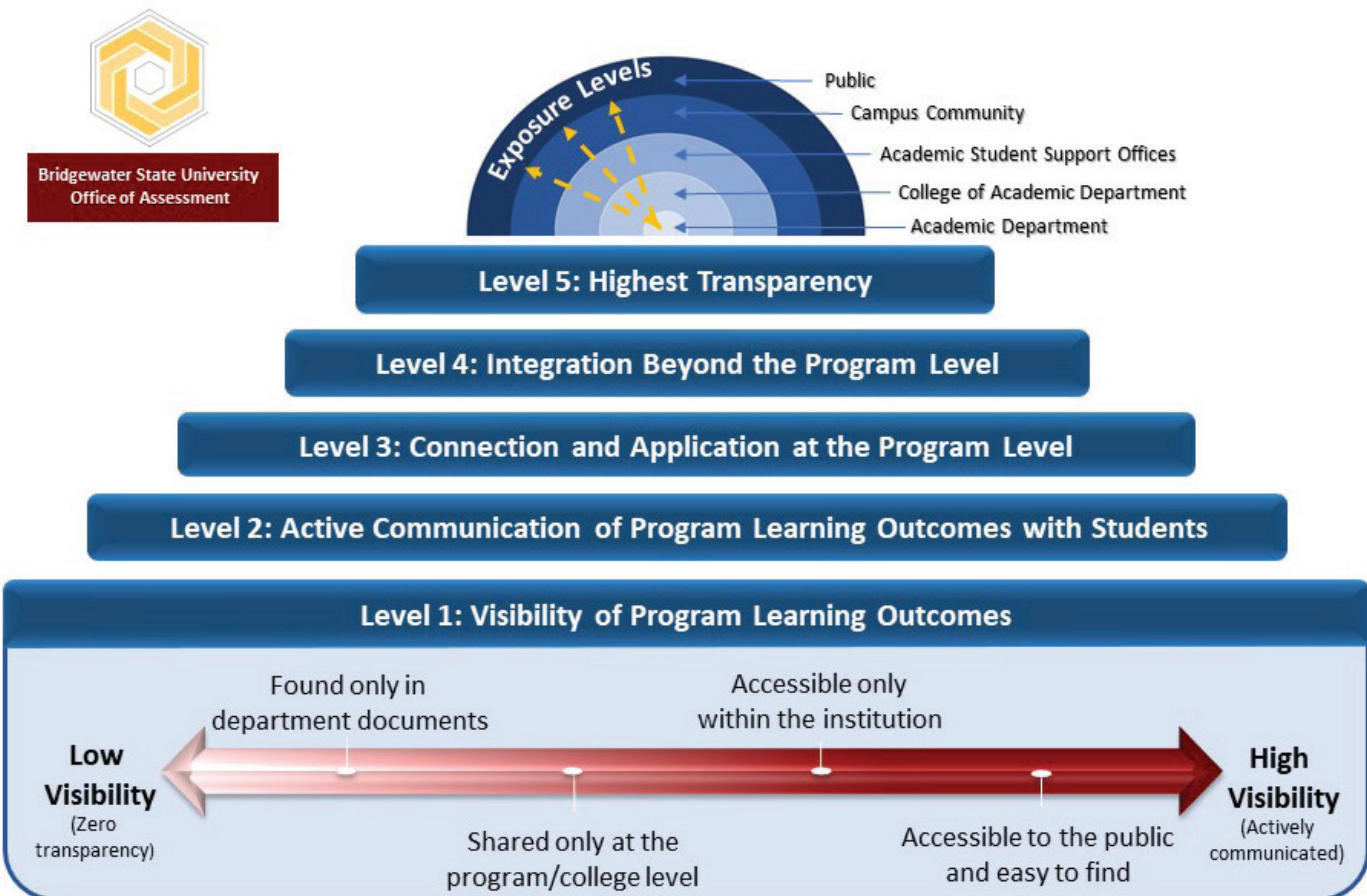 Bridgewater State University
Office of Assessment
Exposure Levels
Public
Campus Community
Academic Student Support Offices
College of Academic Department
Academic Department
Level 5: Highest Transparency
Level 4: Integration Beyond the Program Level
Level 3: Connection and Application at the Program Level
Level 2: Active Communication of Program Learning Outcomes with Students
Level 1: Visibility of Program Learning Outcomes
Found only in
department documents
Accessible only
within the institution
Low
Visibility
(Zero
transparency)
High
Visibility
(Actively
communicated)
Shared only at the
program/college level
Accessible to the public
and easy to find